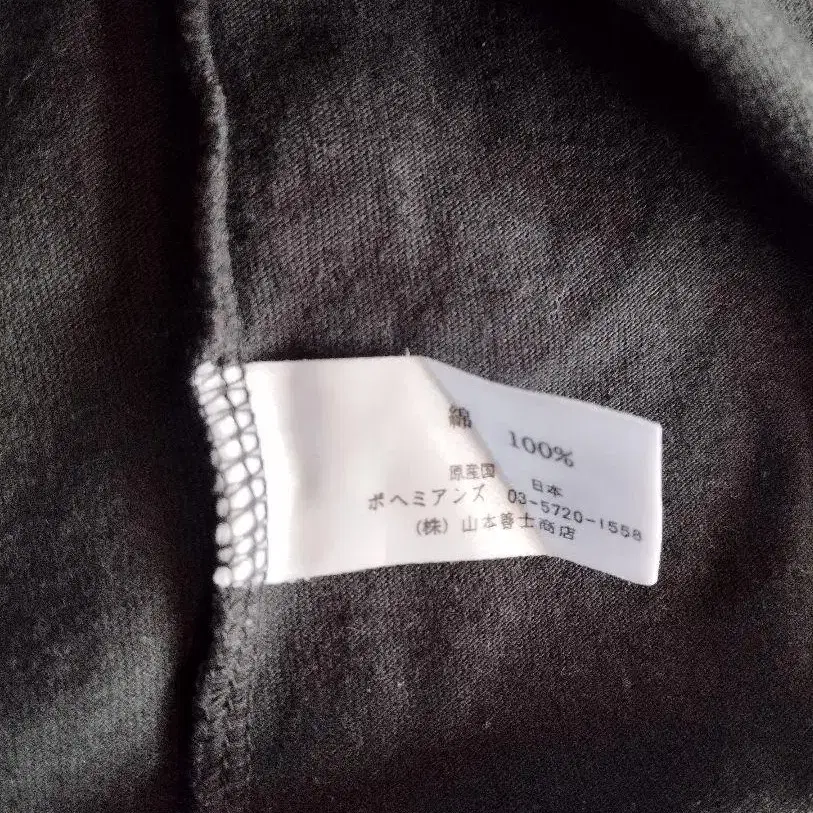 綿 100%
原産国 日本
ボヘミアンズ 03-5720-1558
(株) 山本善士商店